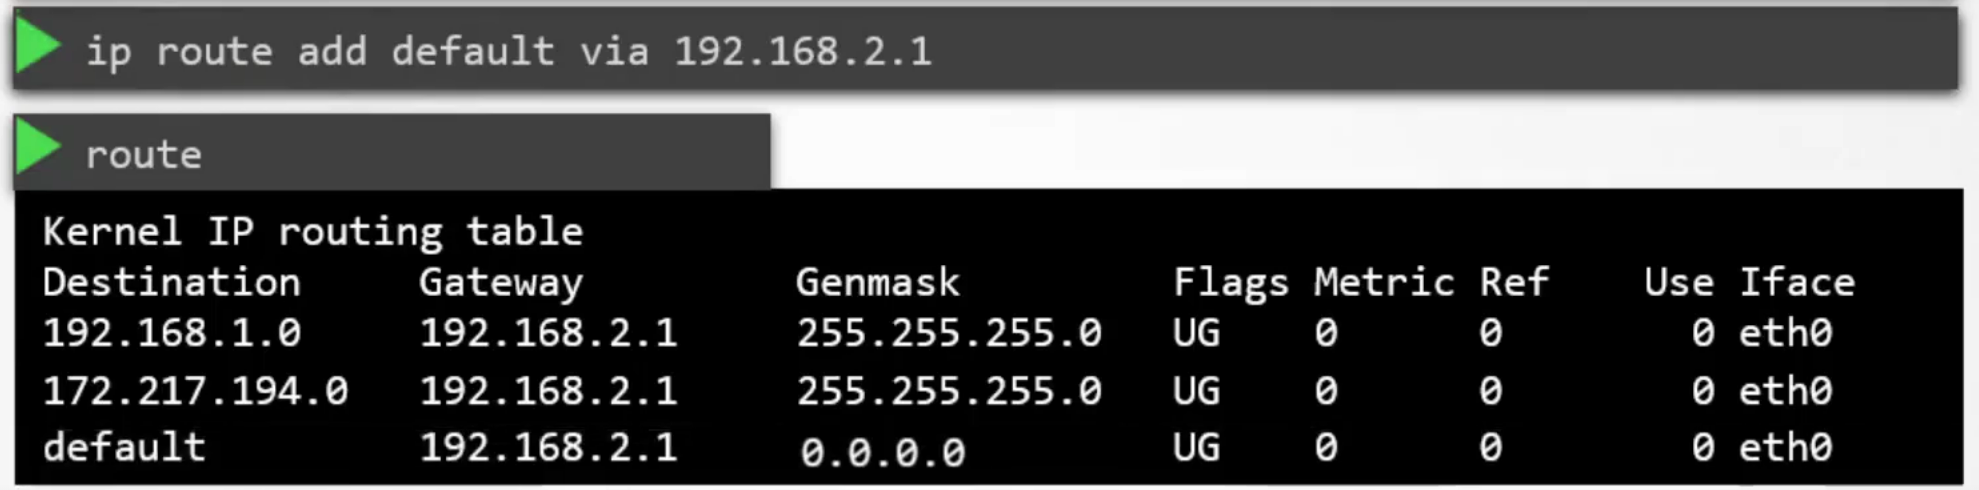 ip route add default via 192.168.2.1
route
Kernel IP routing table
Destination Gateway Genmask Flags Metric Ref Use Iface
192.168.1.0 192.168.2.1 255.255.255.0 UG 0 0 0 eth0
172.217.194.0 192.168.2.1 255.255.255.0 UG 0 0 0 eth0
default 192.168.2.1 0.0.0.0 UG 0 0 0 eth0